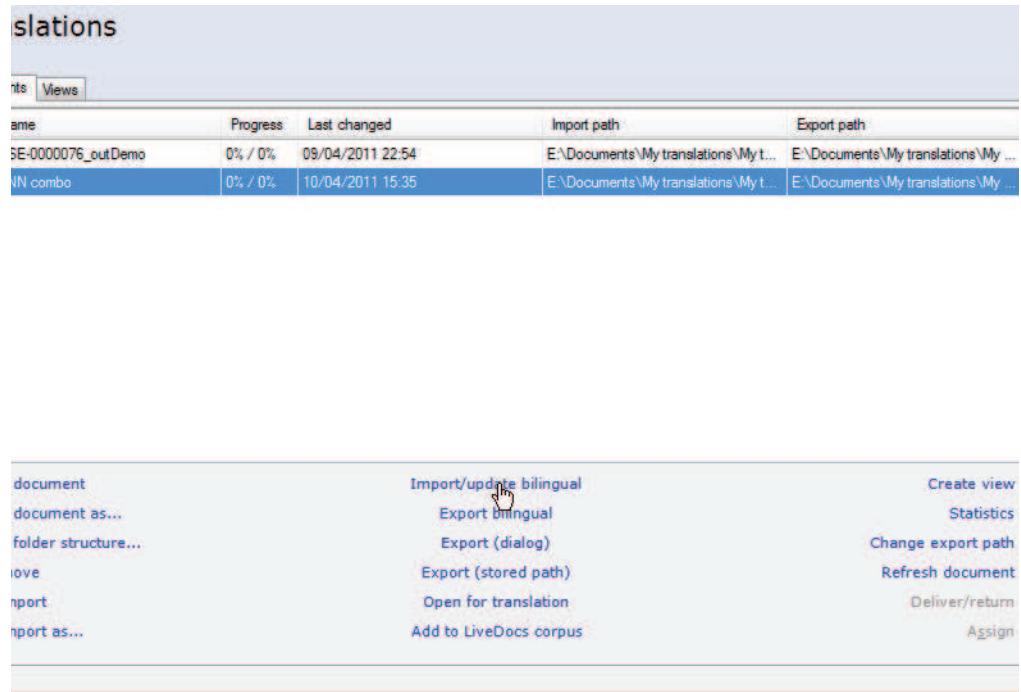 slations
nts Views
ame Progress Last changed Import path Export path
SE-0000076_outDemo 0% / 0% 09/04/2011 22:54 E:\Documents\My translations\My t... E:\Documents\My translations\My ...
NN combo 0% / 0% 10/04/2011 15:35 E:\Documents\My translations\My t... E:\Documents\My translations\My ...
document Import/update bilingual Create view
document as... Export bilingual Statistics
folder structure... Export (dialog) Change export path
ove Export (stored path) Refresh document
mport Open for translation Deliver/return
mport as... Add to LiveDocs corpus Assign